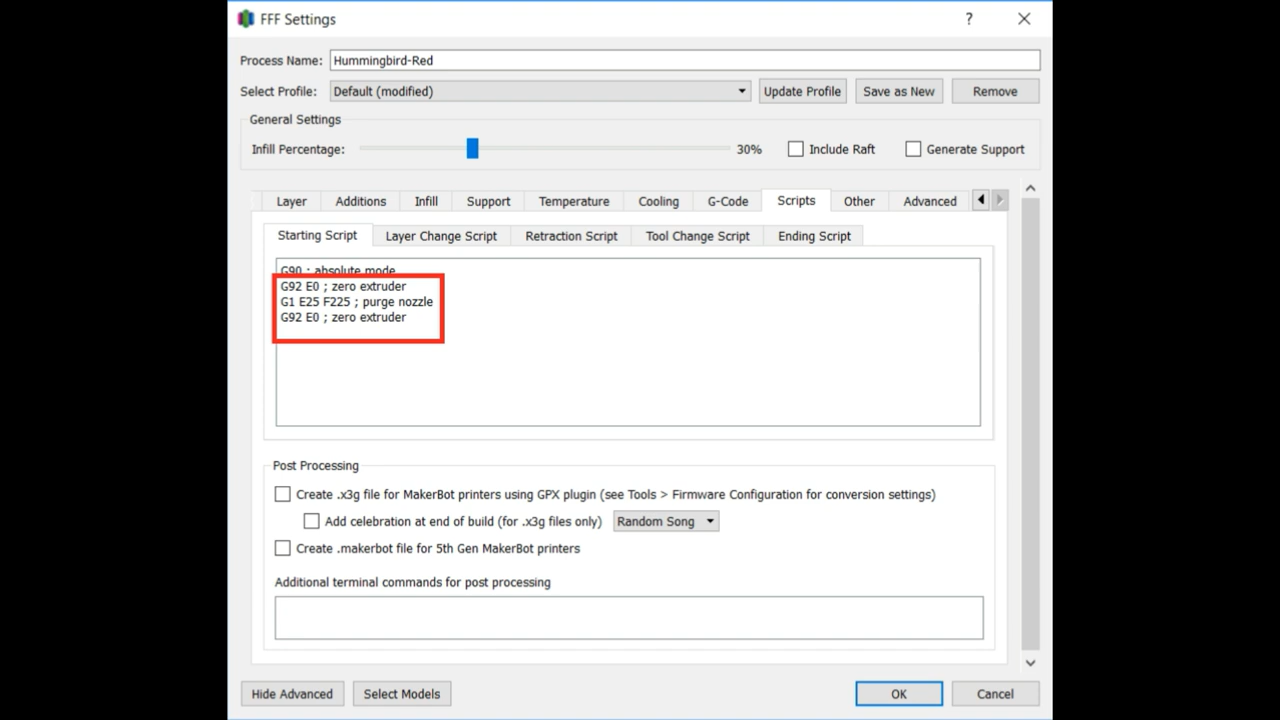 FFF Settings
?
Process Name: Hummingbird-Red
Select Profile: Default (modified) Update Profile Save as New Remove
General Settings
Infill Percentage: 30% Include Raft Generate Support
Layer Additions Infill Support Temperature Cooling G-Code Scripts Other Advanced
Starting Script Layer Change Script Retraction Script Tool Change Script Ending Script
G90 ; absolute mode
G92 E0 ; zero extruder
G1 E25 F225 ; purge nozzle
G92 E0 ; zero extruder
Post Processing
Create .x3g file for MakerBot printers using GPX plugin (see Tools > Firmware Configuration for conversion settings)
Add celebration at end of build (for .x3g files only) Random Song
Create .makerbot file for 5th Gen MakerBot printers
Additional terminal commands for post processing
Hide Advanced Select Models OK Cancel